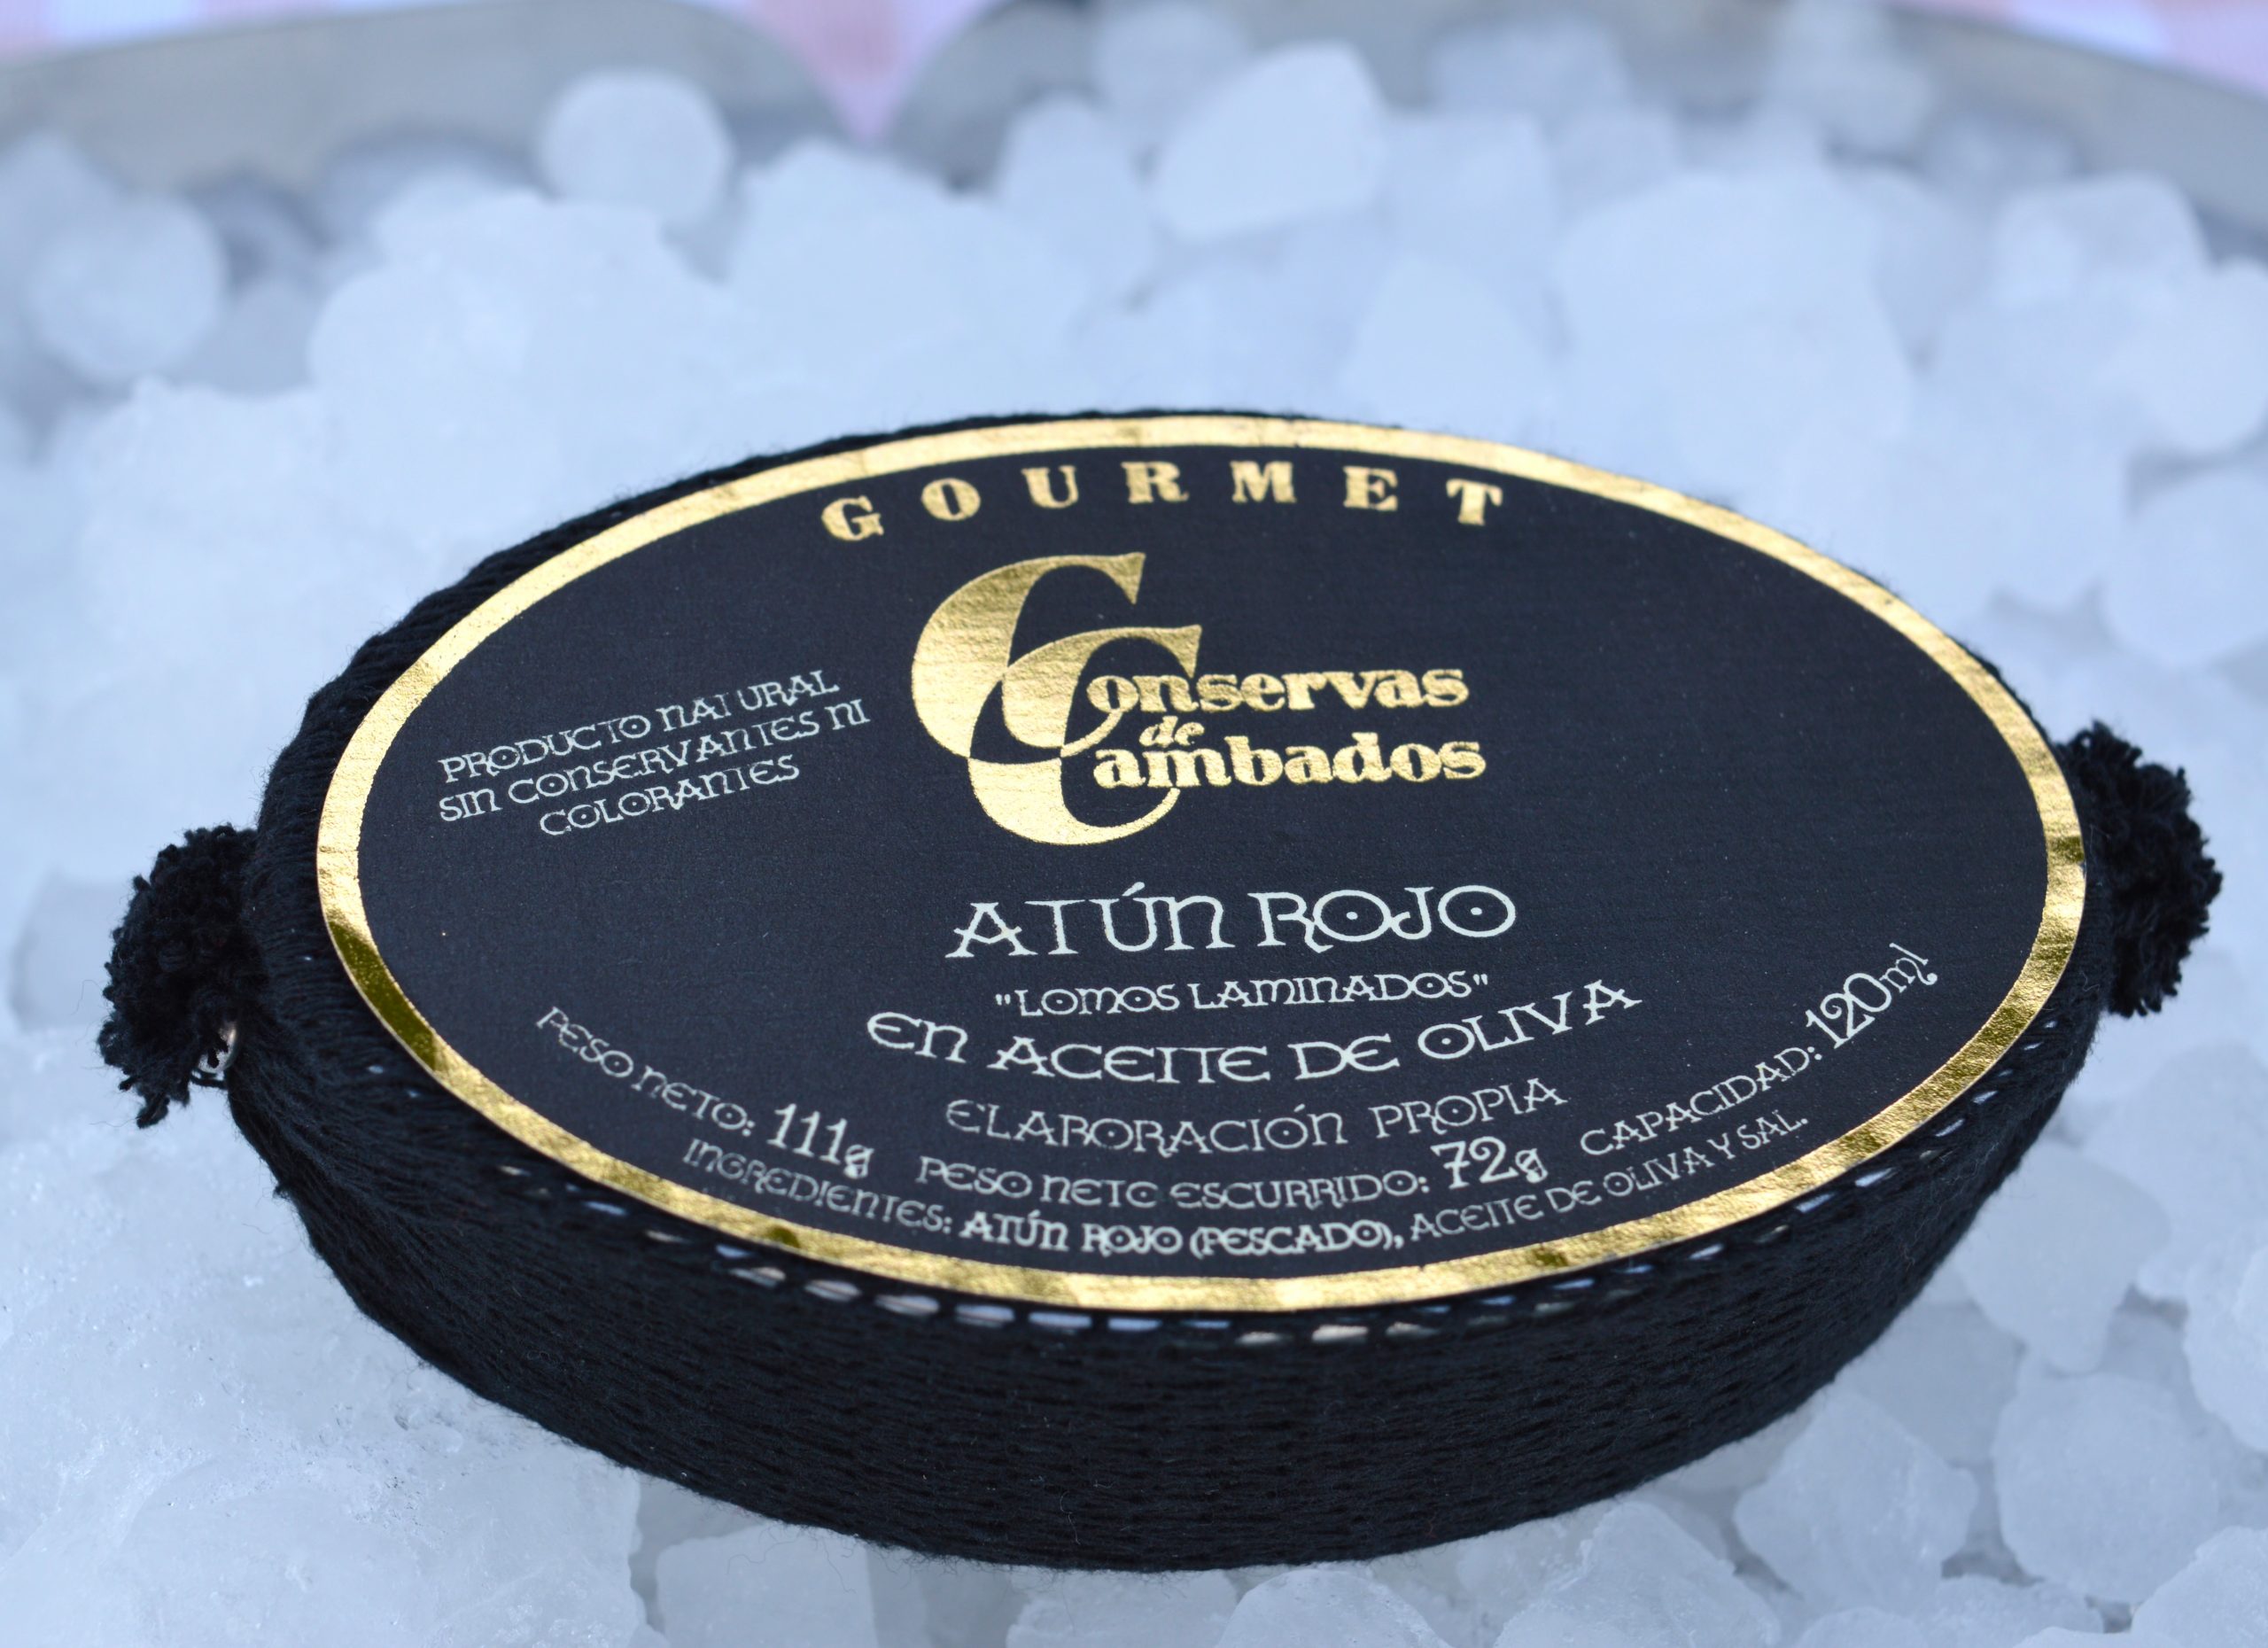 GOURMET
Conservas
de
Cambados
PRODUCTO NATURAL
SIN CONSERVANTES NI
COLORANTES
ATÚN ROJO
"LOMOS LAMINADOS"
EN ACEITE DE OLIVA
ELABORACIÓN PROPIA
PESO NETO: 111g PESO NETO ESCURRIDO: 72g CAPACIDAD: 120ml
INGREDIENTES: ATÚN ROJO (PESCADO), ACEITE DE OLIVA Y SAL.